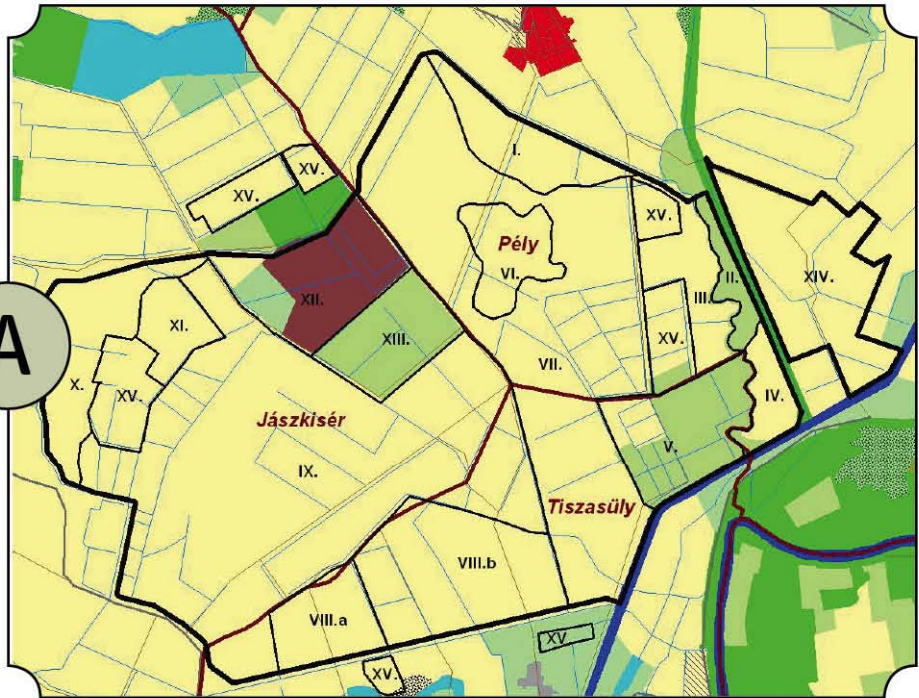 I.
XV.
XV.
XV.
Pély
VI.
II.
XIV.
III.
A
XII.
XI.
XIII.
XV.
X.
VII.
XV.
IV.
Jászkisér
V.
IX.
Tiszasüly
VIII.b
VIII.a
XV
XV.